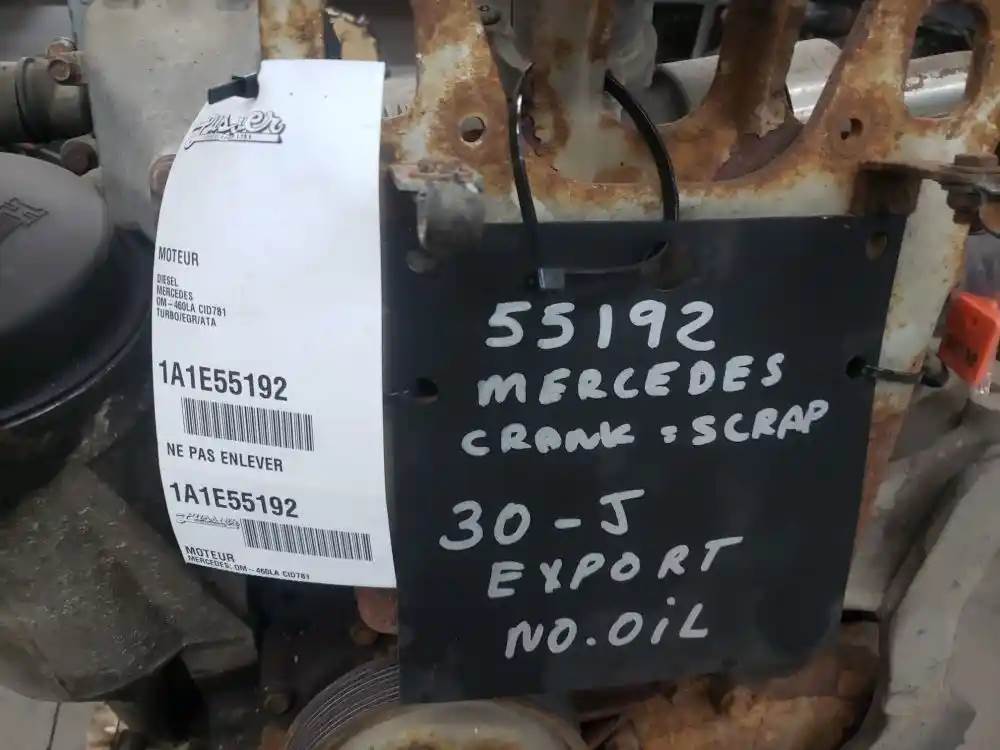 MOTEUR
DIESEL
MERCEDES
OM-460LA CID781
TURBO/EGR/ATA
1A1E55192
NE PAS ENLEVER
1A1E55192
MOTEUR
MERCEDES, OM-460LA CID781
55192
MERCEDES
CRANK = SCRAP
30-J
EXPORT
NO.OiL